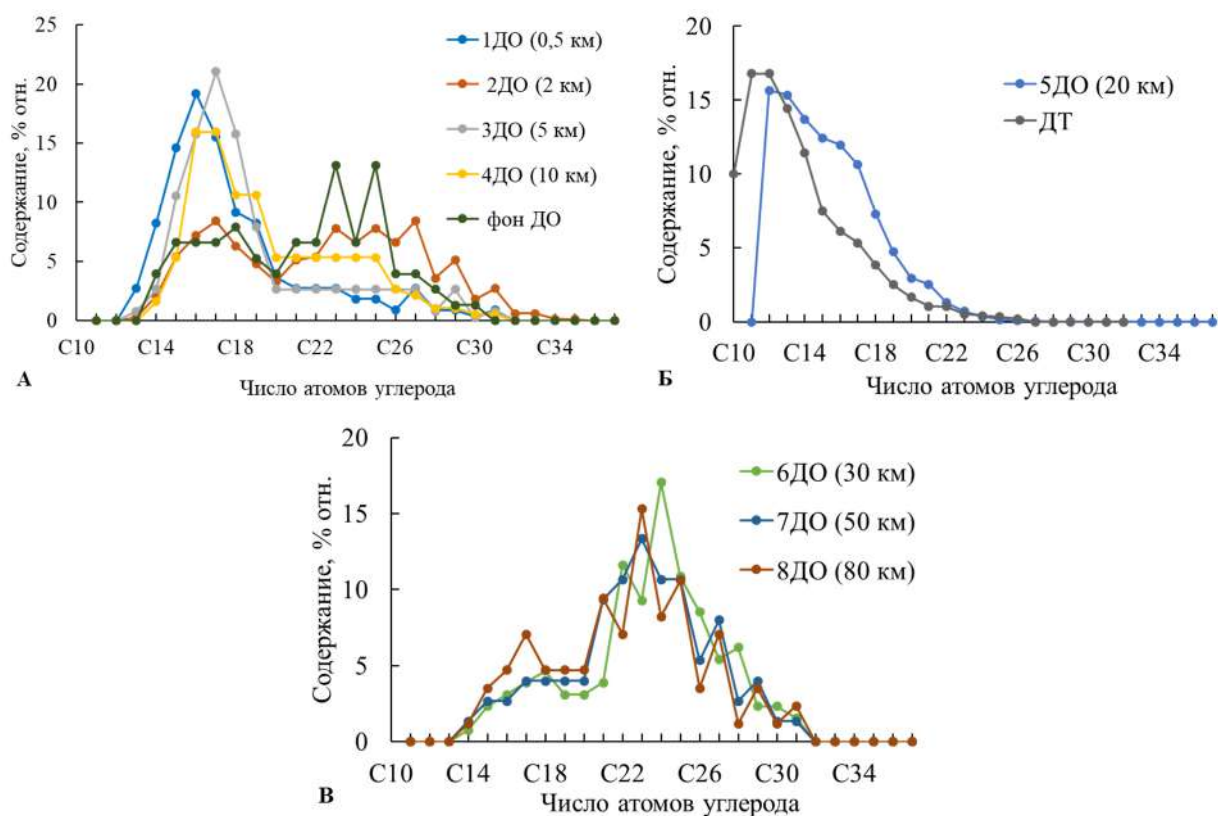 25
20
15
10
5
0
Содержание, % отн.
C10 C14 C18 C22 C26 C30 C34
Число атомов углерода
А
1ДО (0,5 км)
2ДО (2 км)
3ДО (5 км)
4ДО (10 км)
фон ДО
20
15
10
5
0
Содержание, % отн.
C10 C14 C18 C22 C26 C30 C34
Число атомов углерода
Б
5ДО (20 км)
ДТ
20
15
10
5
0
Содержание, % отн.
C10 C14 C18 C22 C26 C30 C34
Число атомов углерода
В
6ДО (30 км)
7ДО (50 км)
8ДО (80 км)